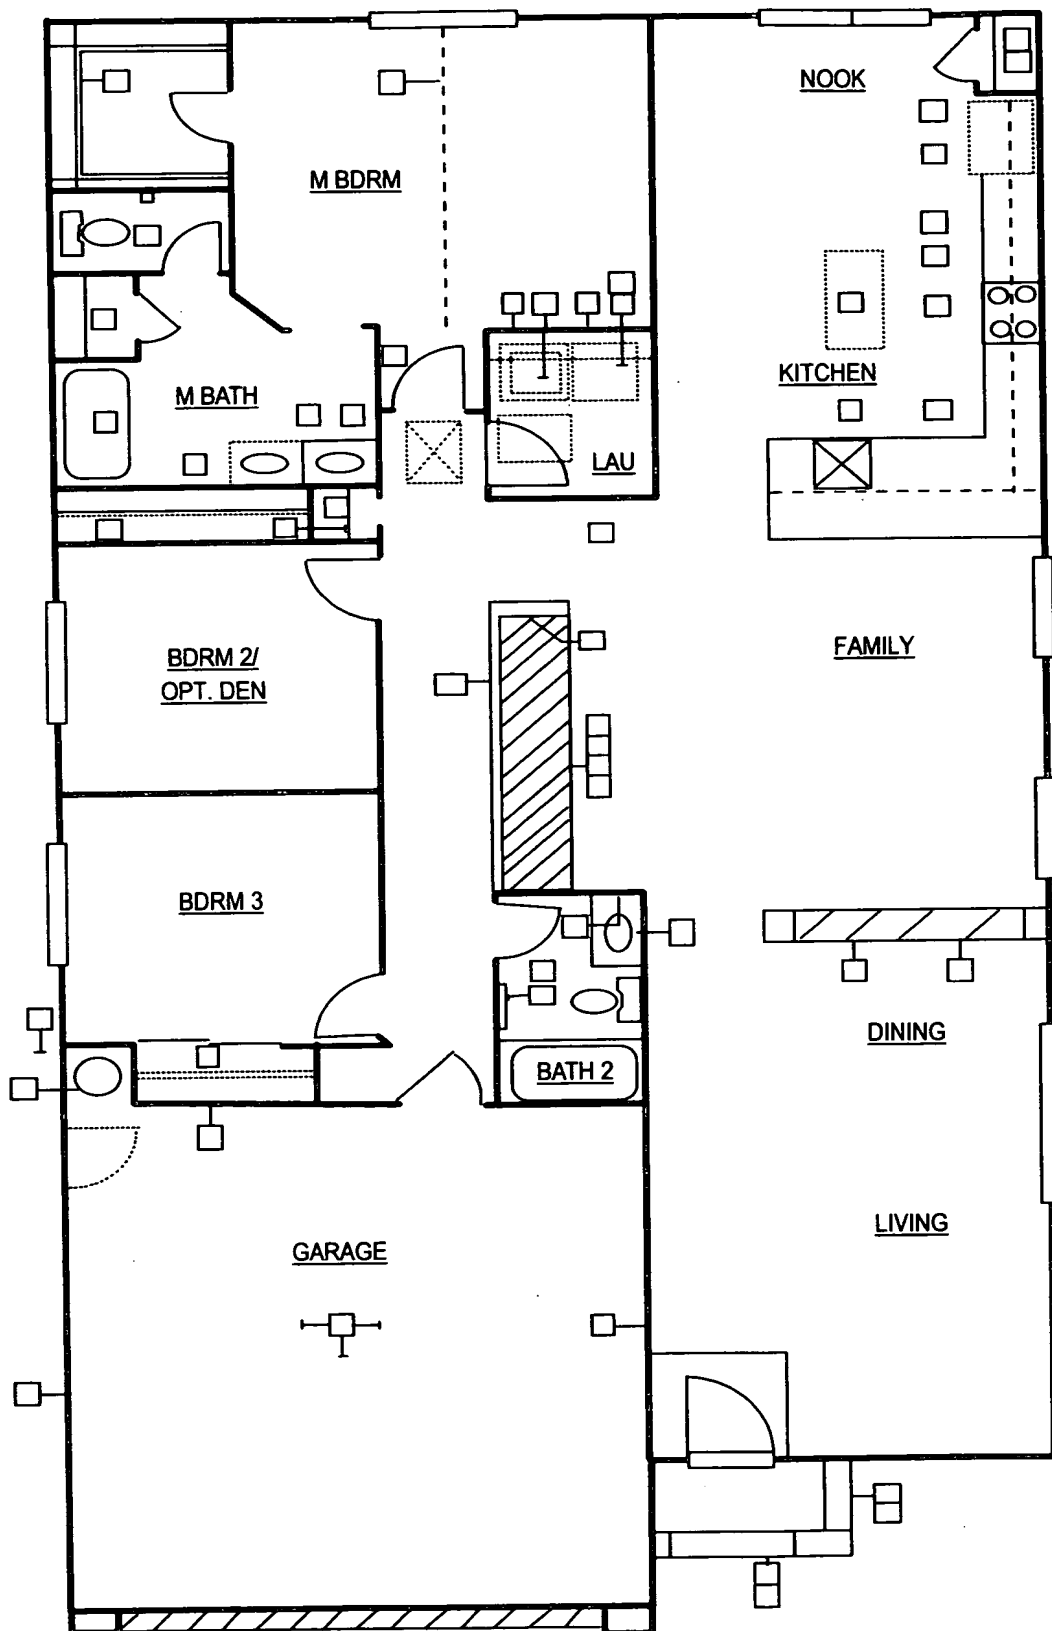 NOOK
M BDRM
KITCHEN
M BATH
LAU
FAMILY
BDRM 2/
OPT. DEN
BDRM 3
DINING
BATH 2
LIVING
GARAGE